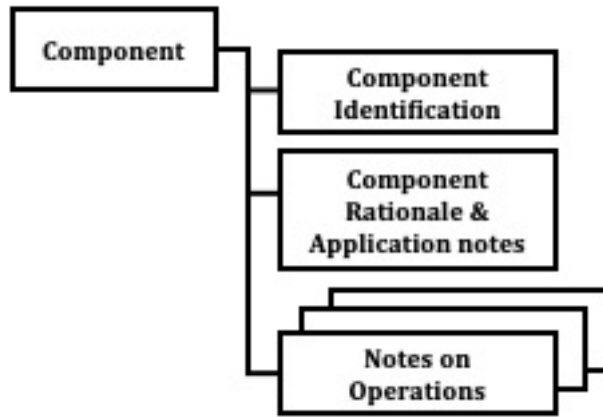 Component
Component
Identification
Component
Rationale &
Application notes
Notes on
Operations